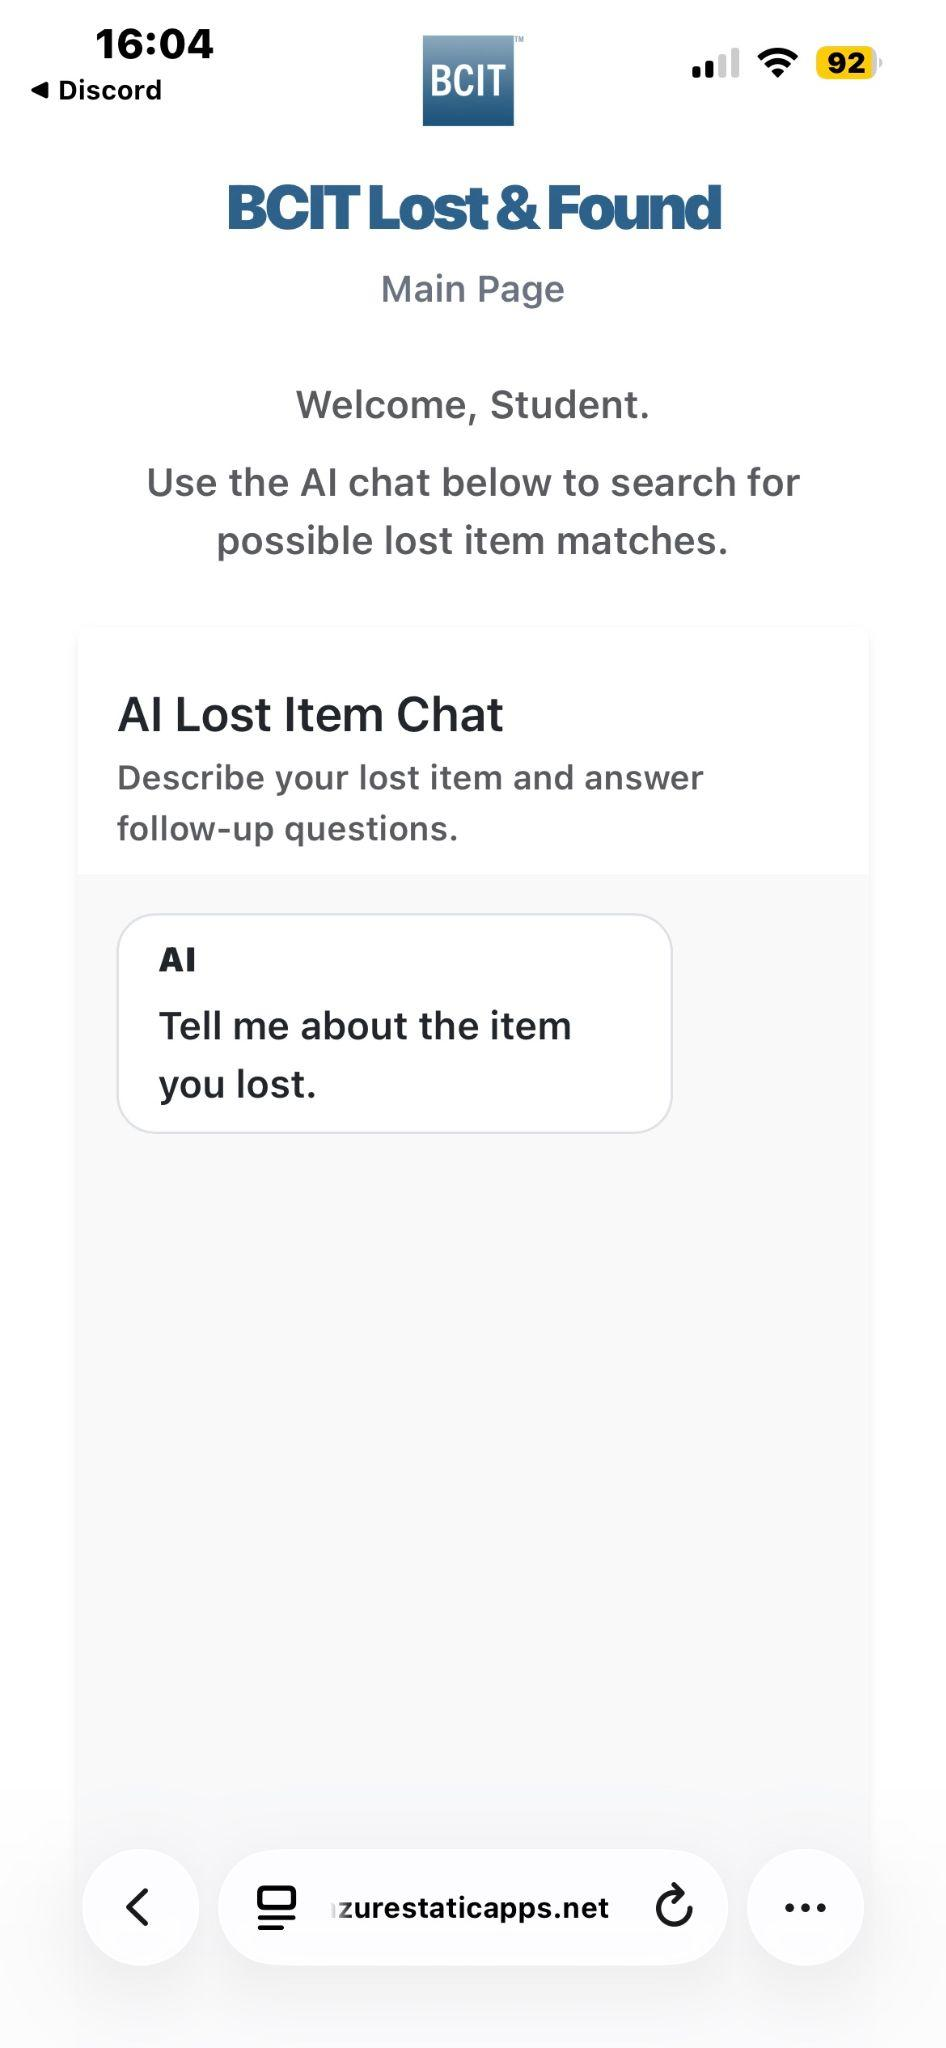 16:04
Discord
BCIT
TM
92
BCIT Lost & Found
Main Page
Welcome, Student.
Use the AI chat below to search for
possible lost item matches.
AI Lost Item Chat
Describe your lost item and answer
follow-up questions.
AI
Tell me about the item
you lost.
zurestaticapps.net